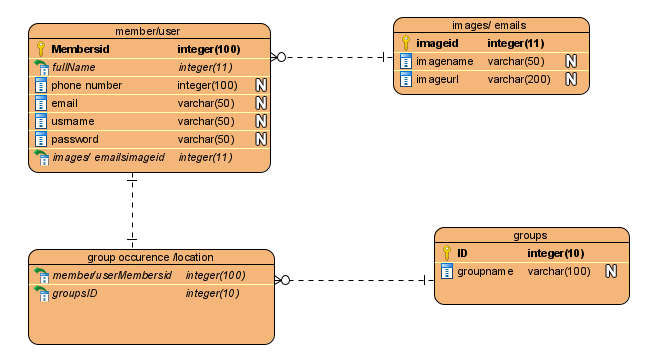 member/user
Membersid integer(100)
fullName integer(11)
phone number integer(100) N
email varchar(50) N
usrname varchar(50) N
password varchar(50) N
images/ emailsimageid integer(11)
images/ emails
imageid integer(11)
imagename varchar(50) N
imageurl varchar(200) N
group occurence /location
member/userMembersid integer(100)
groupsID integer(10)
groups
ID integer(10)
groupname varchar(100) N